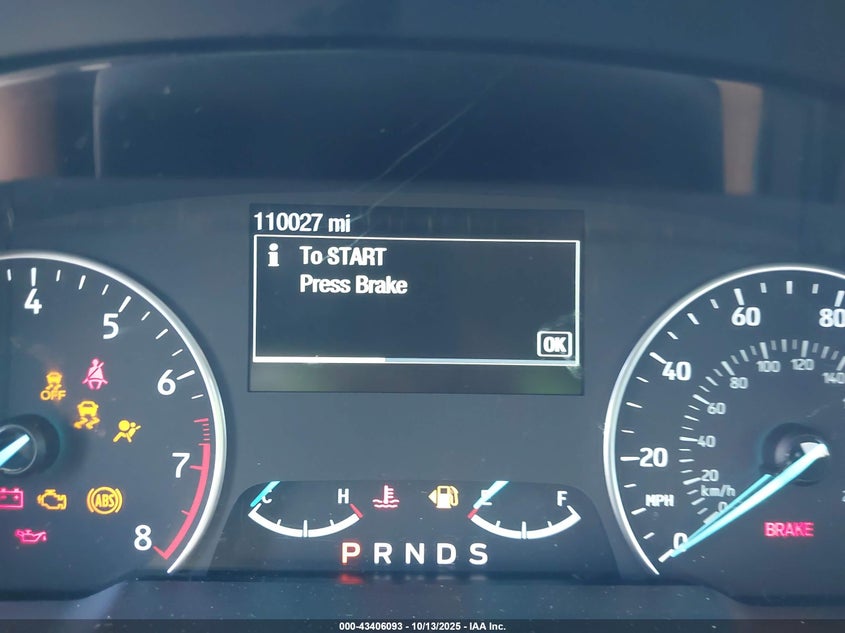 110027 mi
i To START
Press Brake
OK
4
5
6
7
8
OFF
ABS
C H
E F
P R N D S
0
20
40
60
80
MPH
km/h
0
20
40
60
80
100
120
140
BRAKE
000-43406093 - 10/13/2025 - IAA Inc.